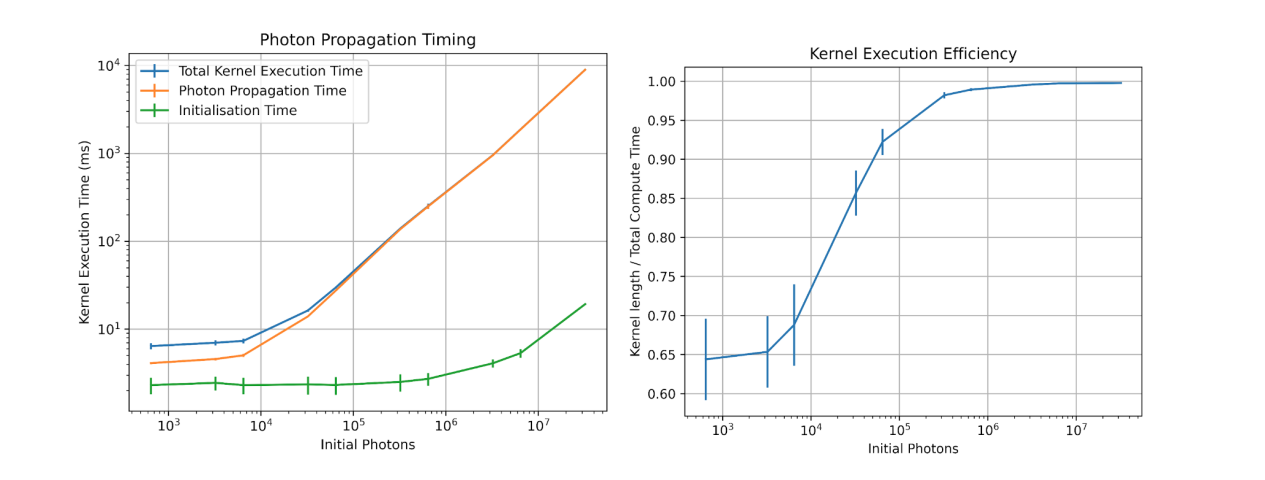 Photon Propagation Timing
Total Kernel Execution Time
Photon Propagation Time
Initialisation Time
Kernel Execution Time (ms)
10^4
10^3
10^2
10^1
10^3 10^4 10^5 10^6 10^7
Initial Photons
Kernel Execution Efficiency
Kernel length / Total Compute Time
1.00
0.95
0.90
0.85
0.80
0.75
0.70
0.65
0.60
10^3 10^4 10^5 10^6 10^7
Initial Photons